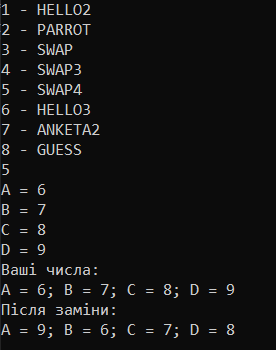 1 - HELLO2
2 - PARROT
3 - SWAP
4 - SWAP3
5 - SWAP4
6 - HELLO3
7 - ANKETA2
8 - GUESS
5
A = 6
B = 7
C = 8
D = 9
Ваші числа:
A = 6; B = 7; C = 8; D = 9
Після заміни:
A = 9; B = 6; C = 7; D = 8